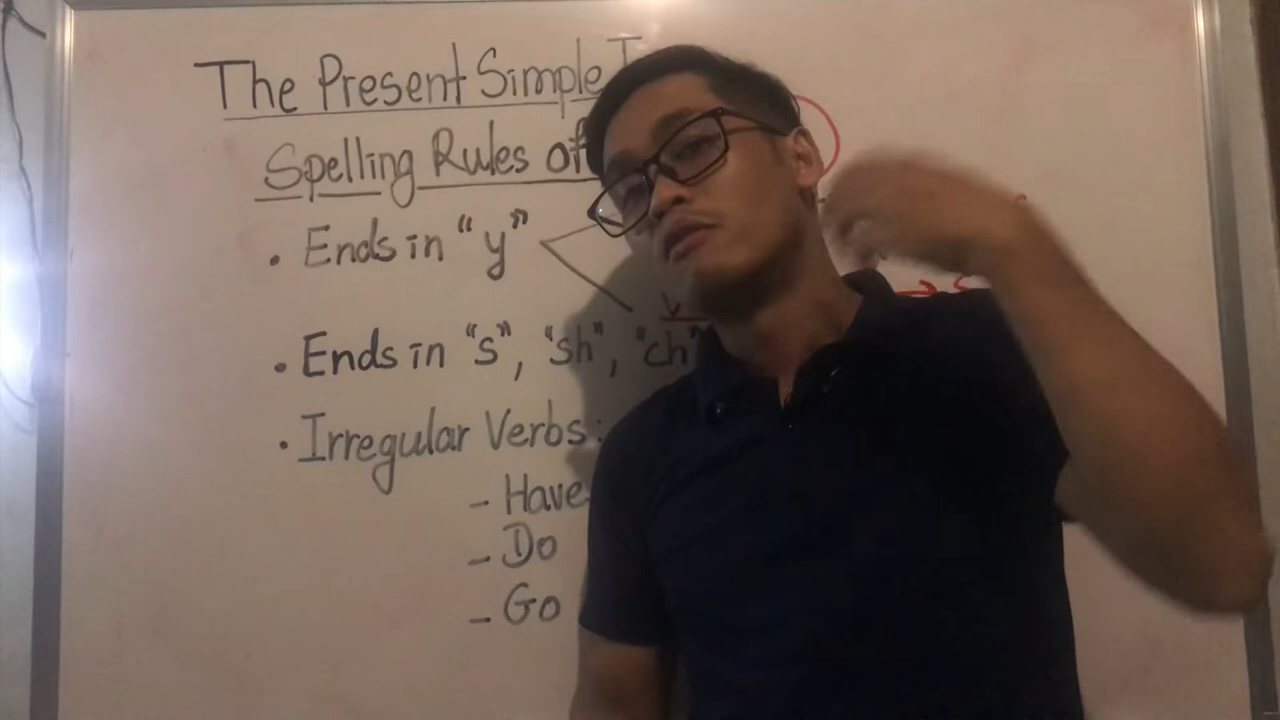 The Present Simple T
Spelling Rules of
• Ends in "y"
V
• Ends in "s", "sh", "ch"
• Irregular Verbs:
- Have
- Do
- Go